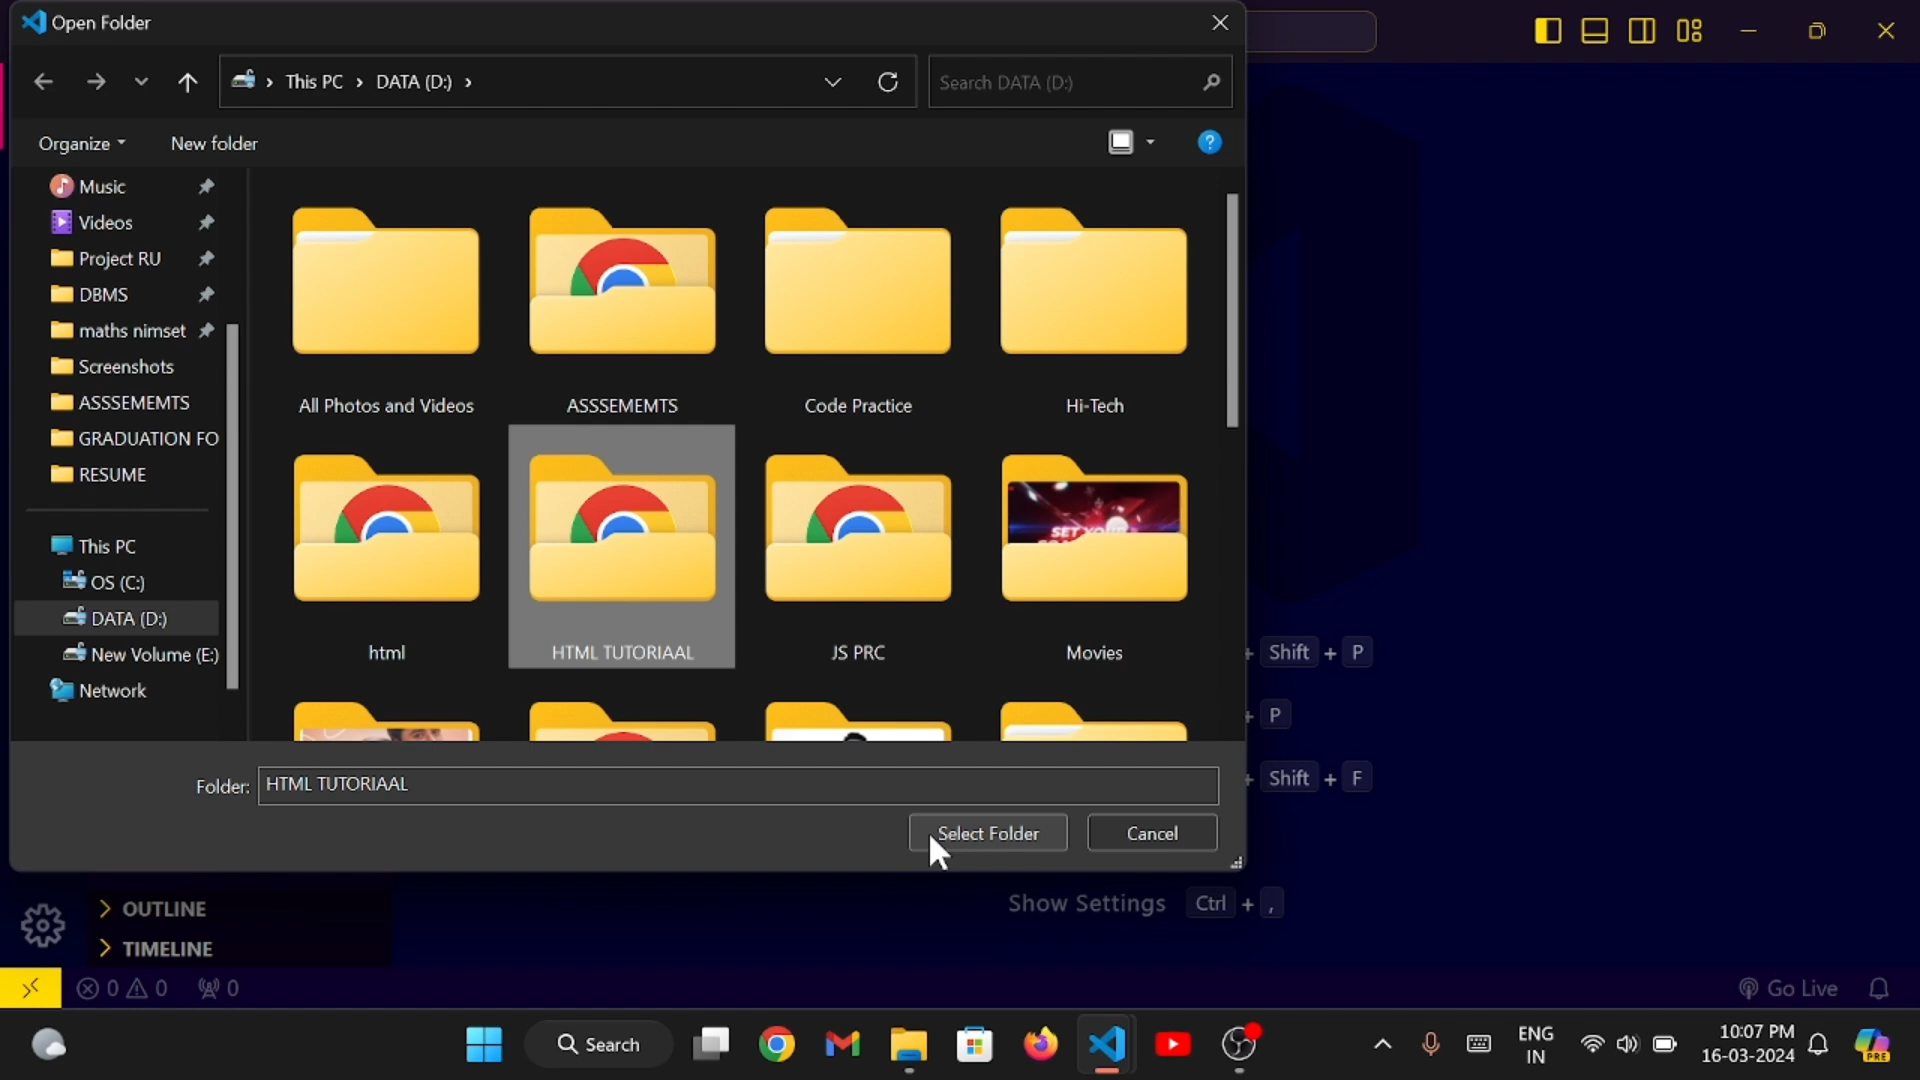 Open Folder
This PC > DATA (D:) >
Search DATA (D:)
Organize
New folder
Music
Videos
Project RU
DBMS
maths nimset
Screenshots
ASSSEMEMTS
GRADUATION FO
RESUME
This PC
OS (C:)
DATA (D:)
New Volume (E:)
Network
All Photos and Videos
ASSSEMEMTS
Code Practice
Hi-Tech
html
HTML TUTORIAAL
JS PRC
Movies
Folder: HTML TUTORIAAL
Select Folder
Cancel
+ Shift + P
+ P
+ Shift + F
Show Settings Ctrl + ,
OUTLINE
TIMELINE
0 0 0
Go Live
Search
ENG
IN
10:07 PM
16-03-2024
PRE